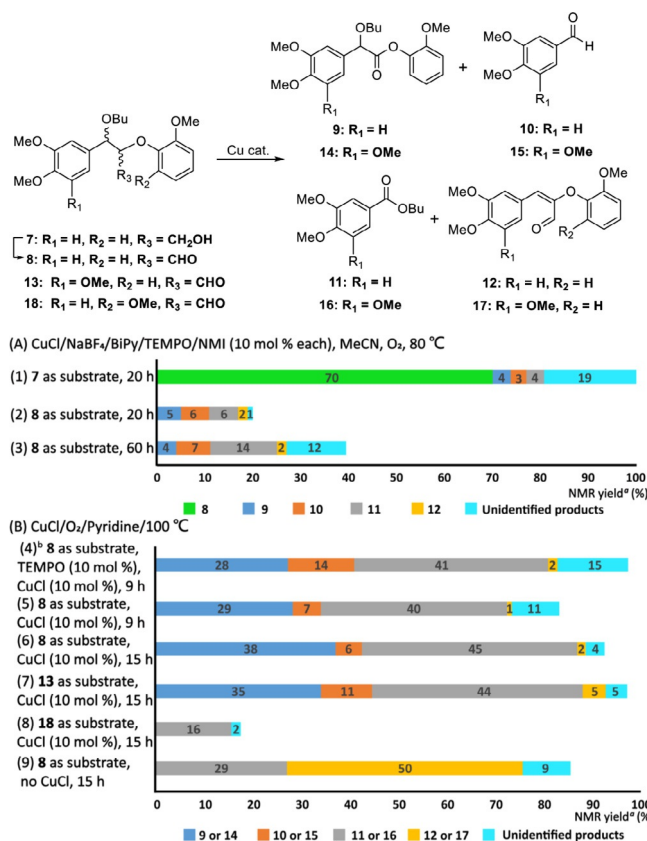 OBu
OMe
MeO
MeO
O
O
R1
9: R1 = H
14: R1 = OMe
+
O
MeO
H
MeO
R1
10: R1 = H
15: R1 = OMe
OBu
OMe
MeO
O
MeO
R3
R2
R1
Cu cat.
7: R1 = H, R2 = H, R3 = CH2OH
8: R1 = H, R2 = H, R3 = CHO
13: R1 = OMe, R2 = H, R3 = CHO
18: R1 = H, R2 = OMe, R3 = CHO
O
MeO
OBu
MeO
R1
11: R1 = H
16: R1 = OMe
+
OMe
MeO
O
MeO
O
R2
R1
12: R1 = H, R2 = H
17: R1 = OMe, R2 = H
(A) CuCl/NaBF₄/BiPy/TEMPO/NMI (10 mol % each), MeCN, O₂, 80 ℃
(1) 7 as substrate, 20 h
70 4 3 4 19
(2) 8 as substrate, 20 h
5 6 6 2 1
(3) 8 as substrate, 60 h
4 7 14 2 12
0 10 20 30 40 50 60 70 80 90 100
NMR yieldᵃ (%)
8 9 10 11 12 Unidentified products
(B) CuCl/O₂/Pyridine/100 ℃
(4)ᵇ 8 as substrate,
TEMPO (10 mol %),
CuCl (10 mol %), 9 h
28 14 41 2 15
(5) 8 as substrate,
CuCl (10 mol %), 9 h
29 7 40 1 11
(6) 8 as substrate,
CuCl (10 mol %), 15 h
38 6 45 2 4
(7) 13 as substrate,
CuCl (10 mol %), 15 h
35 11 44 5 5
(8) 18 as substrate,
CuCl (10 mol %), 15 h
16 2
(9) 8 as substrate,
no CuCl, 15 h
29 50 9
0 10 20 30 40 50 60 70 80 90 100
NMR yieldᵃ (%)
9 or 14 10 or 15 11 or 16 12 or 17 Unidentified products